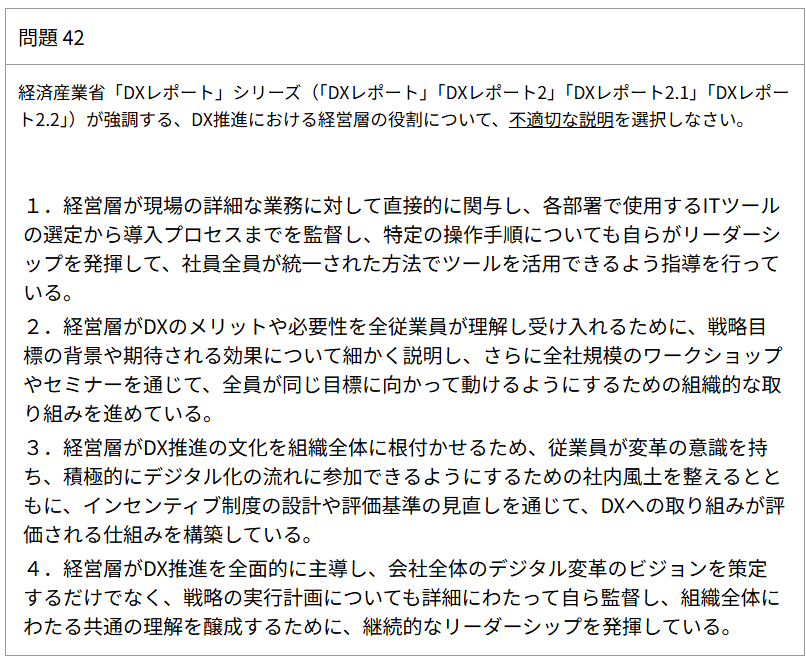 問題 42
経済産業省「DXレポート」シリーズ（「DXレポート」「DXレポート2」「DXレポート2.1」「DXレポー
ト2.2」）が強調する、DX推進における経営層の役割について、不適切な説明を選択しなさい。
１．経営層が現場の詳細な業務に対して直接的に関与し、各部署で使用するITツール
の選定から導入プロセスまでを監督し、特定の操作手順についても自らがリーダーシ
ップを発揮して、社員全員が統一された方法でツールを活用できるよう指導を行って
いる。
２．経営層がDXのメリットや必要性を全従業員が理解し受け入れるために、戦略目
標の背景や期待される効果について細かく説明し、さらに全社規模のワークショップ
やセミナーを通じて、全員が同じ目標に向かって動けるようにするための組織的な取
り組みを進めている。
３．経営層がDX推進の文化を組織全体に根付かせるため、従業員が変革の意識を持
ち、積極的にデジタル化の流れに参加できるようにするための社内風土を整えるとと
もに、インセンティブ制度の設計や評価基準の見直しを通じて、DXへの取り組みが評
価される仕組みを構築している。
４．経営層がDX推進を全面的に主導し、会社全体のデジタル変革のビジョンを策定
するだけでなく、戦略の実行計画についても詳細にわたって自ら監督し、組織全体に
わたる共通の理解を醸成するために、継続的なリーダーシップを発揮している。